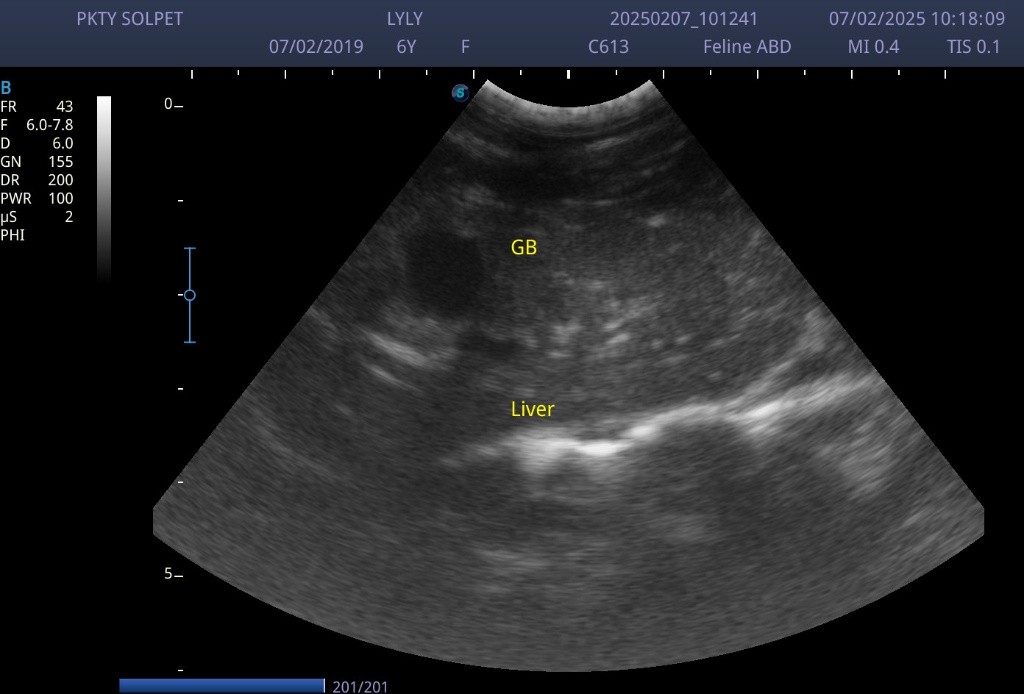 PKTY SOLPET LYLY 20250207_101241 07/02/2025 10:18:09
07/02/2019 6Y F C613 Feline ABD MI 0.4 TIS 0.1
B
FR 43
F 6.0-7.8
D 6.0
GN 155
DR 200
PWR 100
µS 2
PHI
S
0
GB
Liver
5
201/201